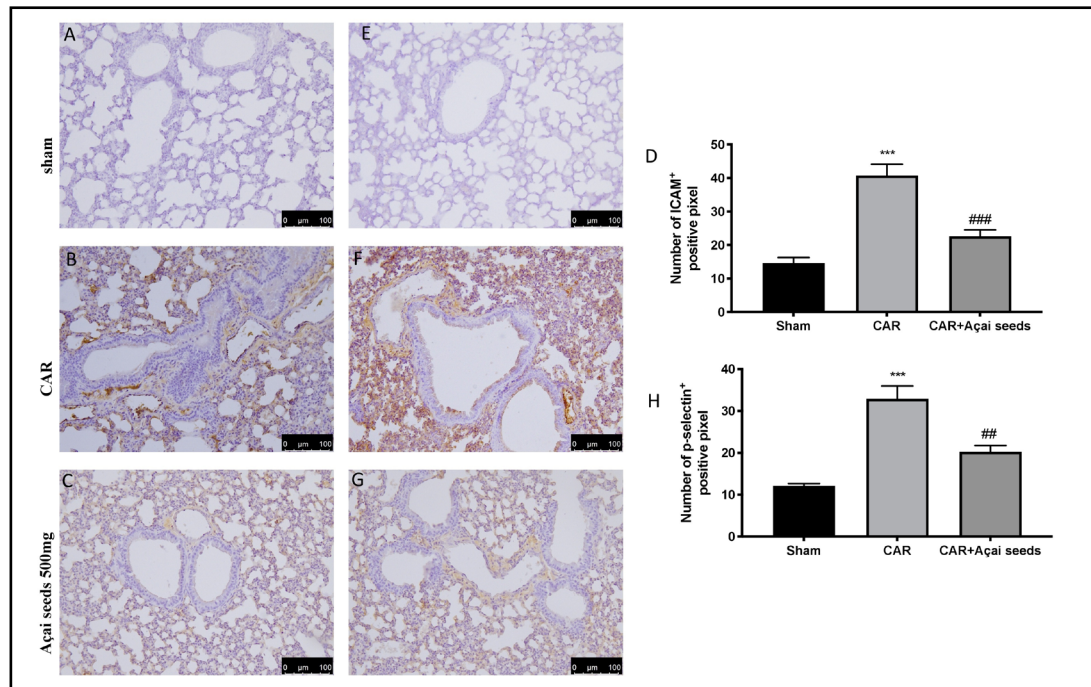 A
E
sham
0 µm 100
0 µm 100
B
F
CAR
0 µm 100
0 µm 100
C
G
Açai seeds 500mg
0 µm 100
0 µm 100
D
Number of ICAM⁺
positive pixel
50
40
30
20
10
0
***
###
Sham
CAR
CAR+Açai seeds
H
Number of p-selectin⁺
positive pixel
40
30
20
10
0
***
##
Sham
CAR
CAR+Açai seeds